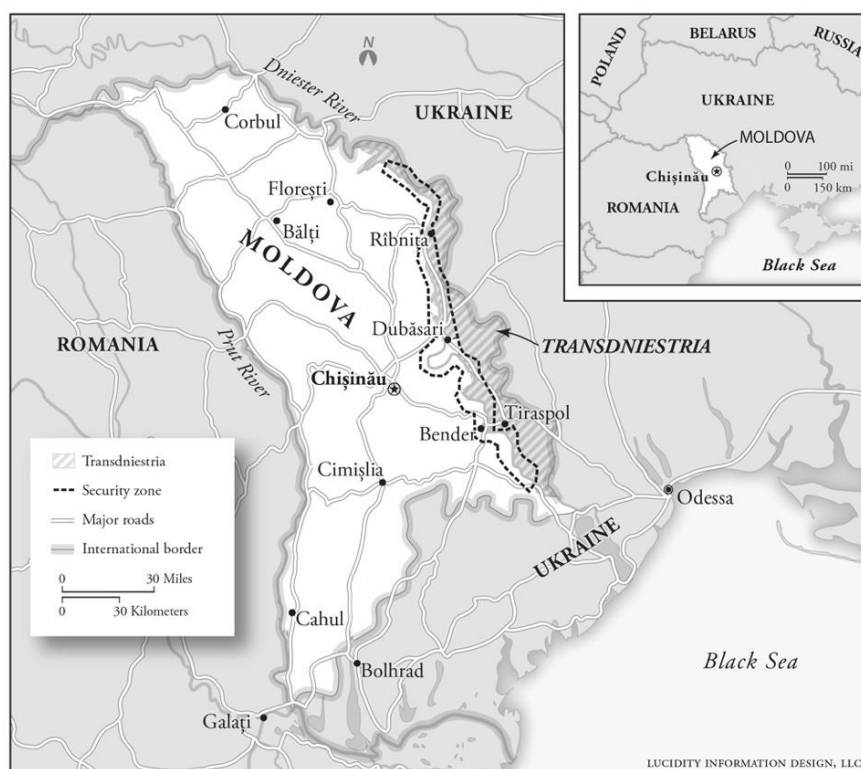 N
Dniester River
UKRAINE
Corbul
Florești
Bălți
Rîbnița
MOLDOVA
Dubăsari
TRANSDNIESTRIA
ROMANIA
Prut River
Chișinău
Tiraspol
Bender
Cimișlia
Odessa
UKRAINE
Cahul
Bolhrad
Galați
Black Sea
Transdniestria
Security zone
Major roads
International border
0 30 Miles
0 30 Kilometers
POLAND
BELARUS
RUSSIA
UKRAINE
MOLDOVA
Chișinău
0 100 mi
0 150 km
ROMANIA
Black Sea
LUCIDITY INFORMATION DESIGN, LLC